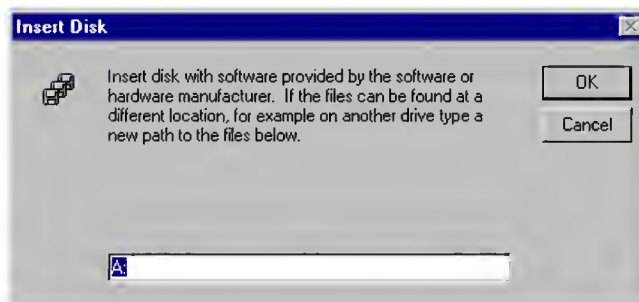 Insert Disk
Insert disk with software provided by the software or
hardware manufacturer. If the files can be found at a
different location, for example on another drive type a
new path to the files below.
OK
Cancel
A: